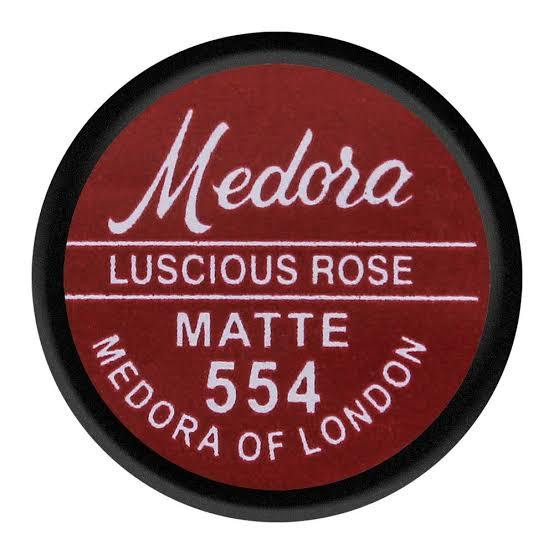 Medora
LUSCIOUS ROSE
MATTE
554
MEDORA OF LONDON